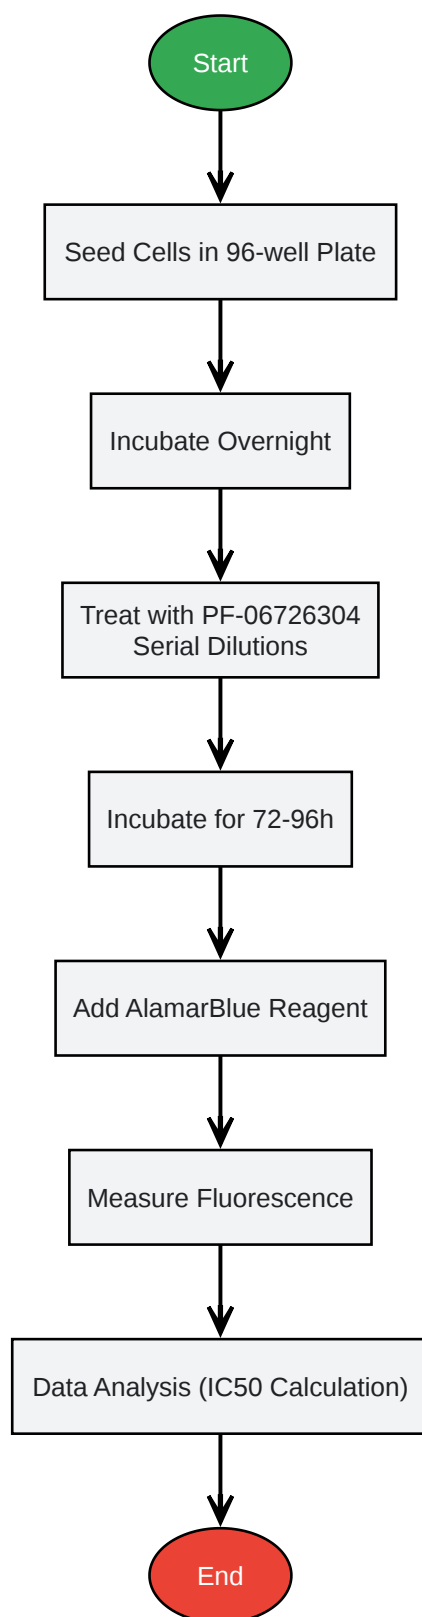 Start
Seed Cells in 96-well Plate
Incubate Overnight
Treat with PF-06726304
Serial Dilutions
Incubate for 72-96h
Add AlamarBlue Reagent
Measure Fluorescence
Data Analysis (IC50 Calculation)
End